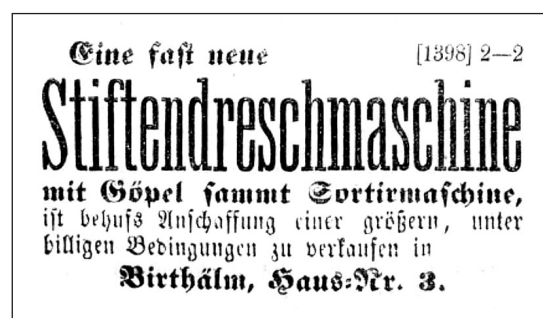 Eine fast neue [1398] 2—2
Stiftendreschmaschine
mit Göpel sammt Sortirmaschine,
ist behufs Anschaffung einer größern, unter
billigen Bedingungen zu verkaufen in
Birthälm, Haus-Nr. 3.